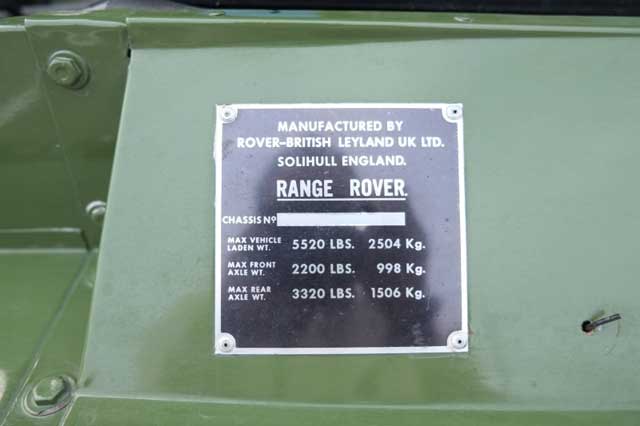 MANUFACTURED BY
ROVER-BRITISH LEYLAND UK LTD.
SOLIHULL ENGLAND.
RANGE ROVER.
CHASSIS Nº
MAX VEHICLE LADEN WT. 5520 LBS. 2504 Kg.
MAX FRONT AXLE WT. 2200 LBS. 998 Kg.
MAX REAR AXLE WT. 3320 LBS. 1506 Kg.